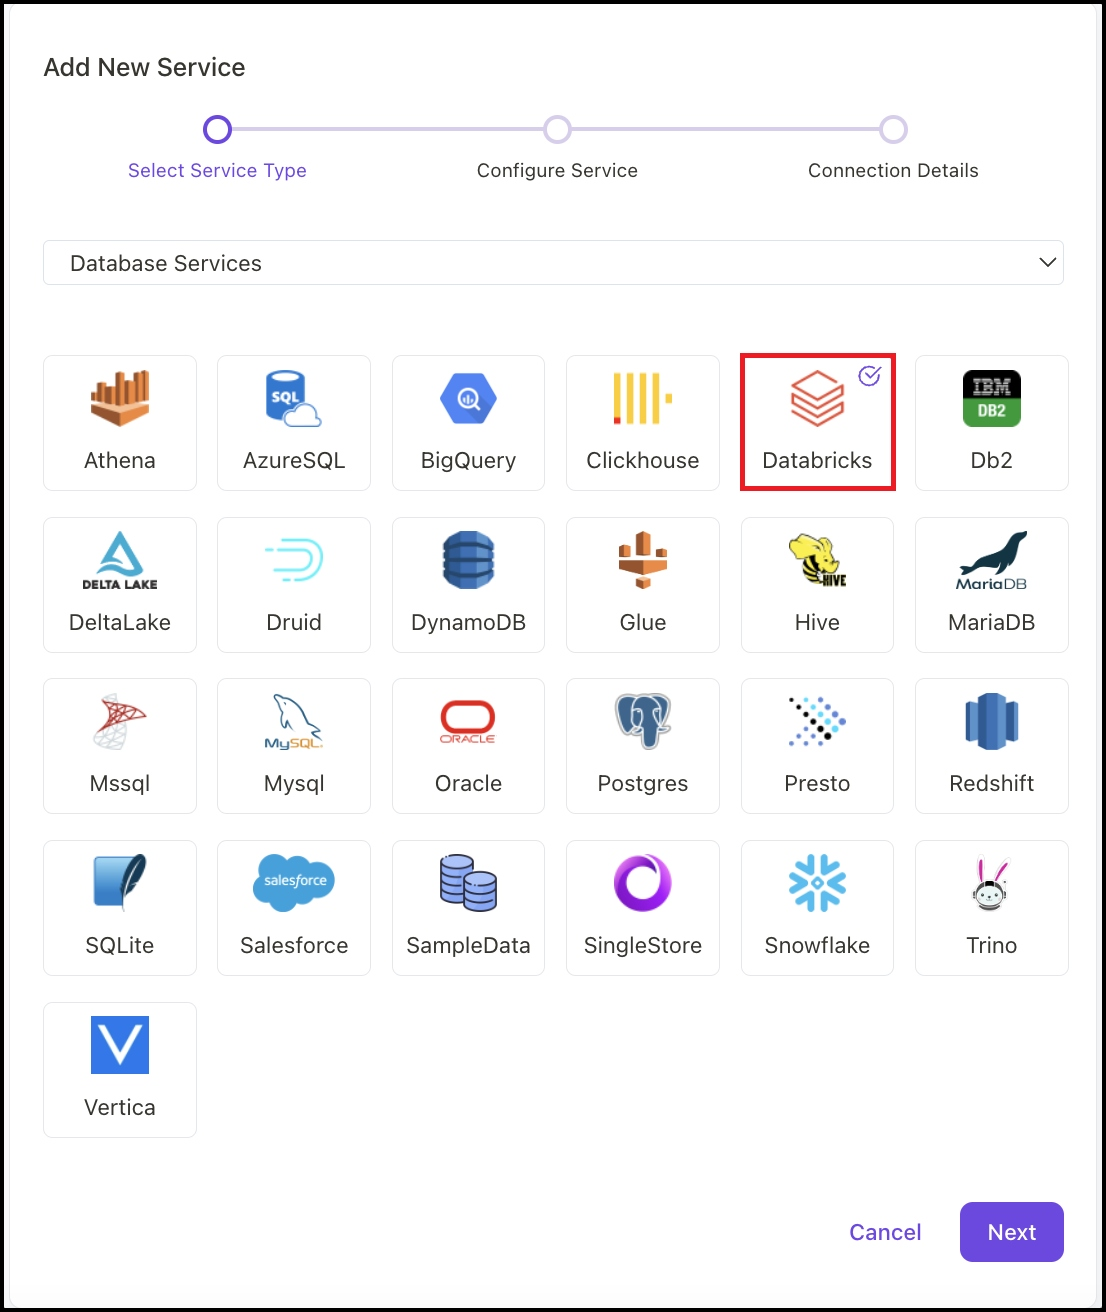 Add New Service
Select Service Type
Configure Service
Connection Details
Database Services
SQL
IBM
DB2
Athena
AzureSQL
BigQuery
Clickhouse
Databricks
Db2
DELTA LAKE
HIVE
MariaDB
DeltaLake
Druid
DynamoDB
Glue
Hive
MariaDB
MySQL
ORACLE
Mssql
Mysql
Oracle
Postgres
Presto
Redshift
salesforce
SQLite
Salesforce
SampleData
SingleStore
Snowflake
Trino
V
Vertica
Cancel
Next